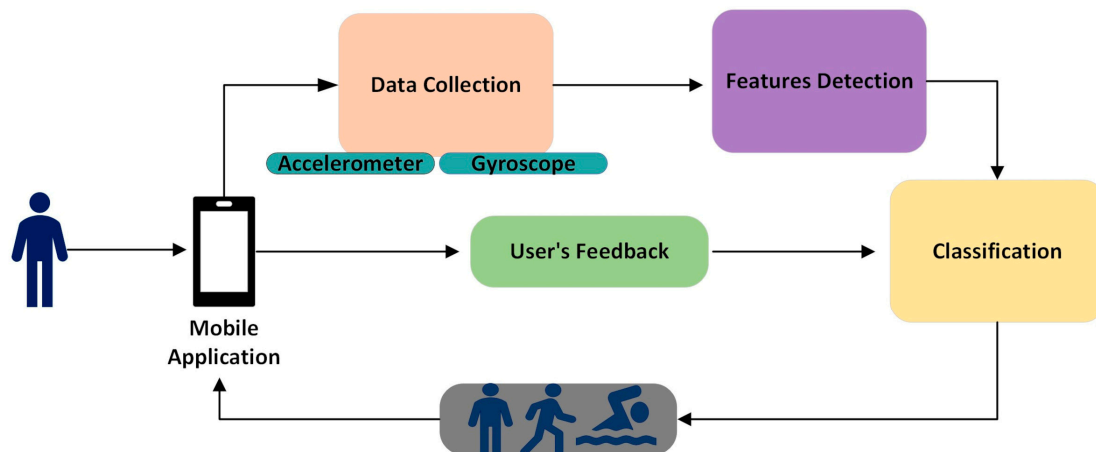 Data Collection
Features Detection
Accelerometer
Gyroscope
User's Feedback
Classification
Mobile
Application